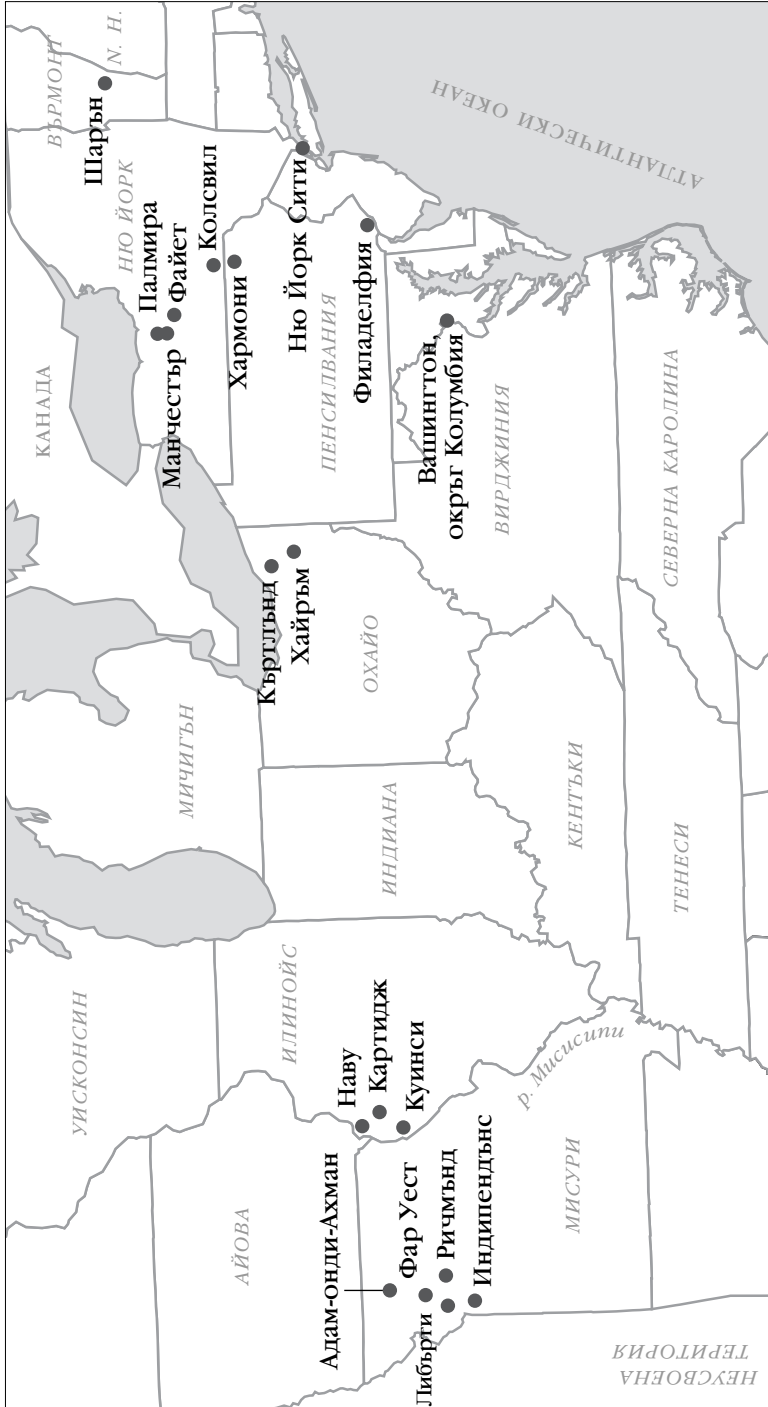 КАНАДА
ВЪРМОНТ
N. H.
Шарън
НЮ ЙОРК
Палмира
Файет
Манчестър
Колсвил
Хармони
Ню Йорк Сити
ПЕНСИЛВАНИЯ
Филаделфия
АТЛАНТИЧЕСКИ ОКЕАН
Вашингтон,
окръг Колумбия
ВИРДЖИНИЯ
СЕВЕРНА КАРОЛИНА
Къртлънд
Хайръм
ОХАЙО
МИЧИГЪН
ИНДИАНА
КЕНТЪКИ
ТЕНЕСИ
УИСКОНСИН
ИЛИНОЙС
Наву
Картидж
Куинси
р. Мисисипи
АЙОВА
Адам-онди-Ахман
Фар Уест
Ричмънд
Либърти
Индипендънс
МИСУРИ
НЕУСВОЕНА
ТЕРИТОРИЯ